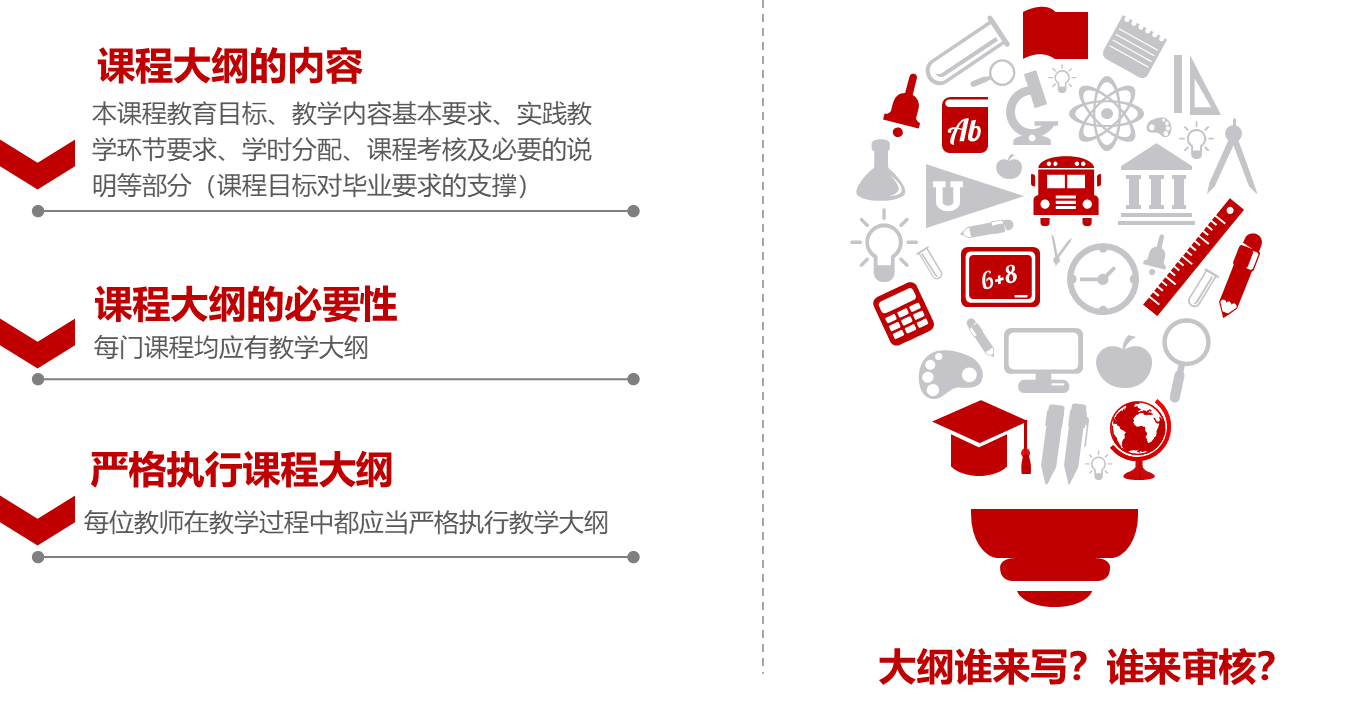 课程大纲的内容
本课程教育目标、教学内容基本要求、实践教
学环节要求、学时分配、课程考核及必要的说
明等部分（课程目标对毕业要求的支撑）
课程大纲的必要性
每门课程均应有教学大纲
严格执行课程大纲
每位教师在教学过程中都应当严格执行教学大纲
Ab
U
6+8
大纲谁来写？谁来审核？